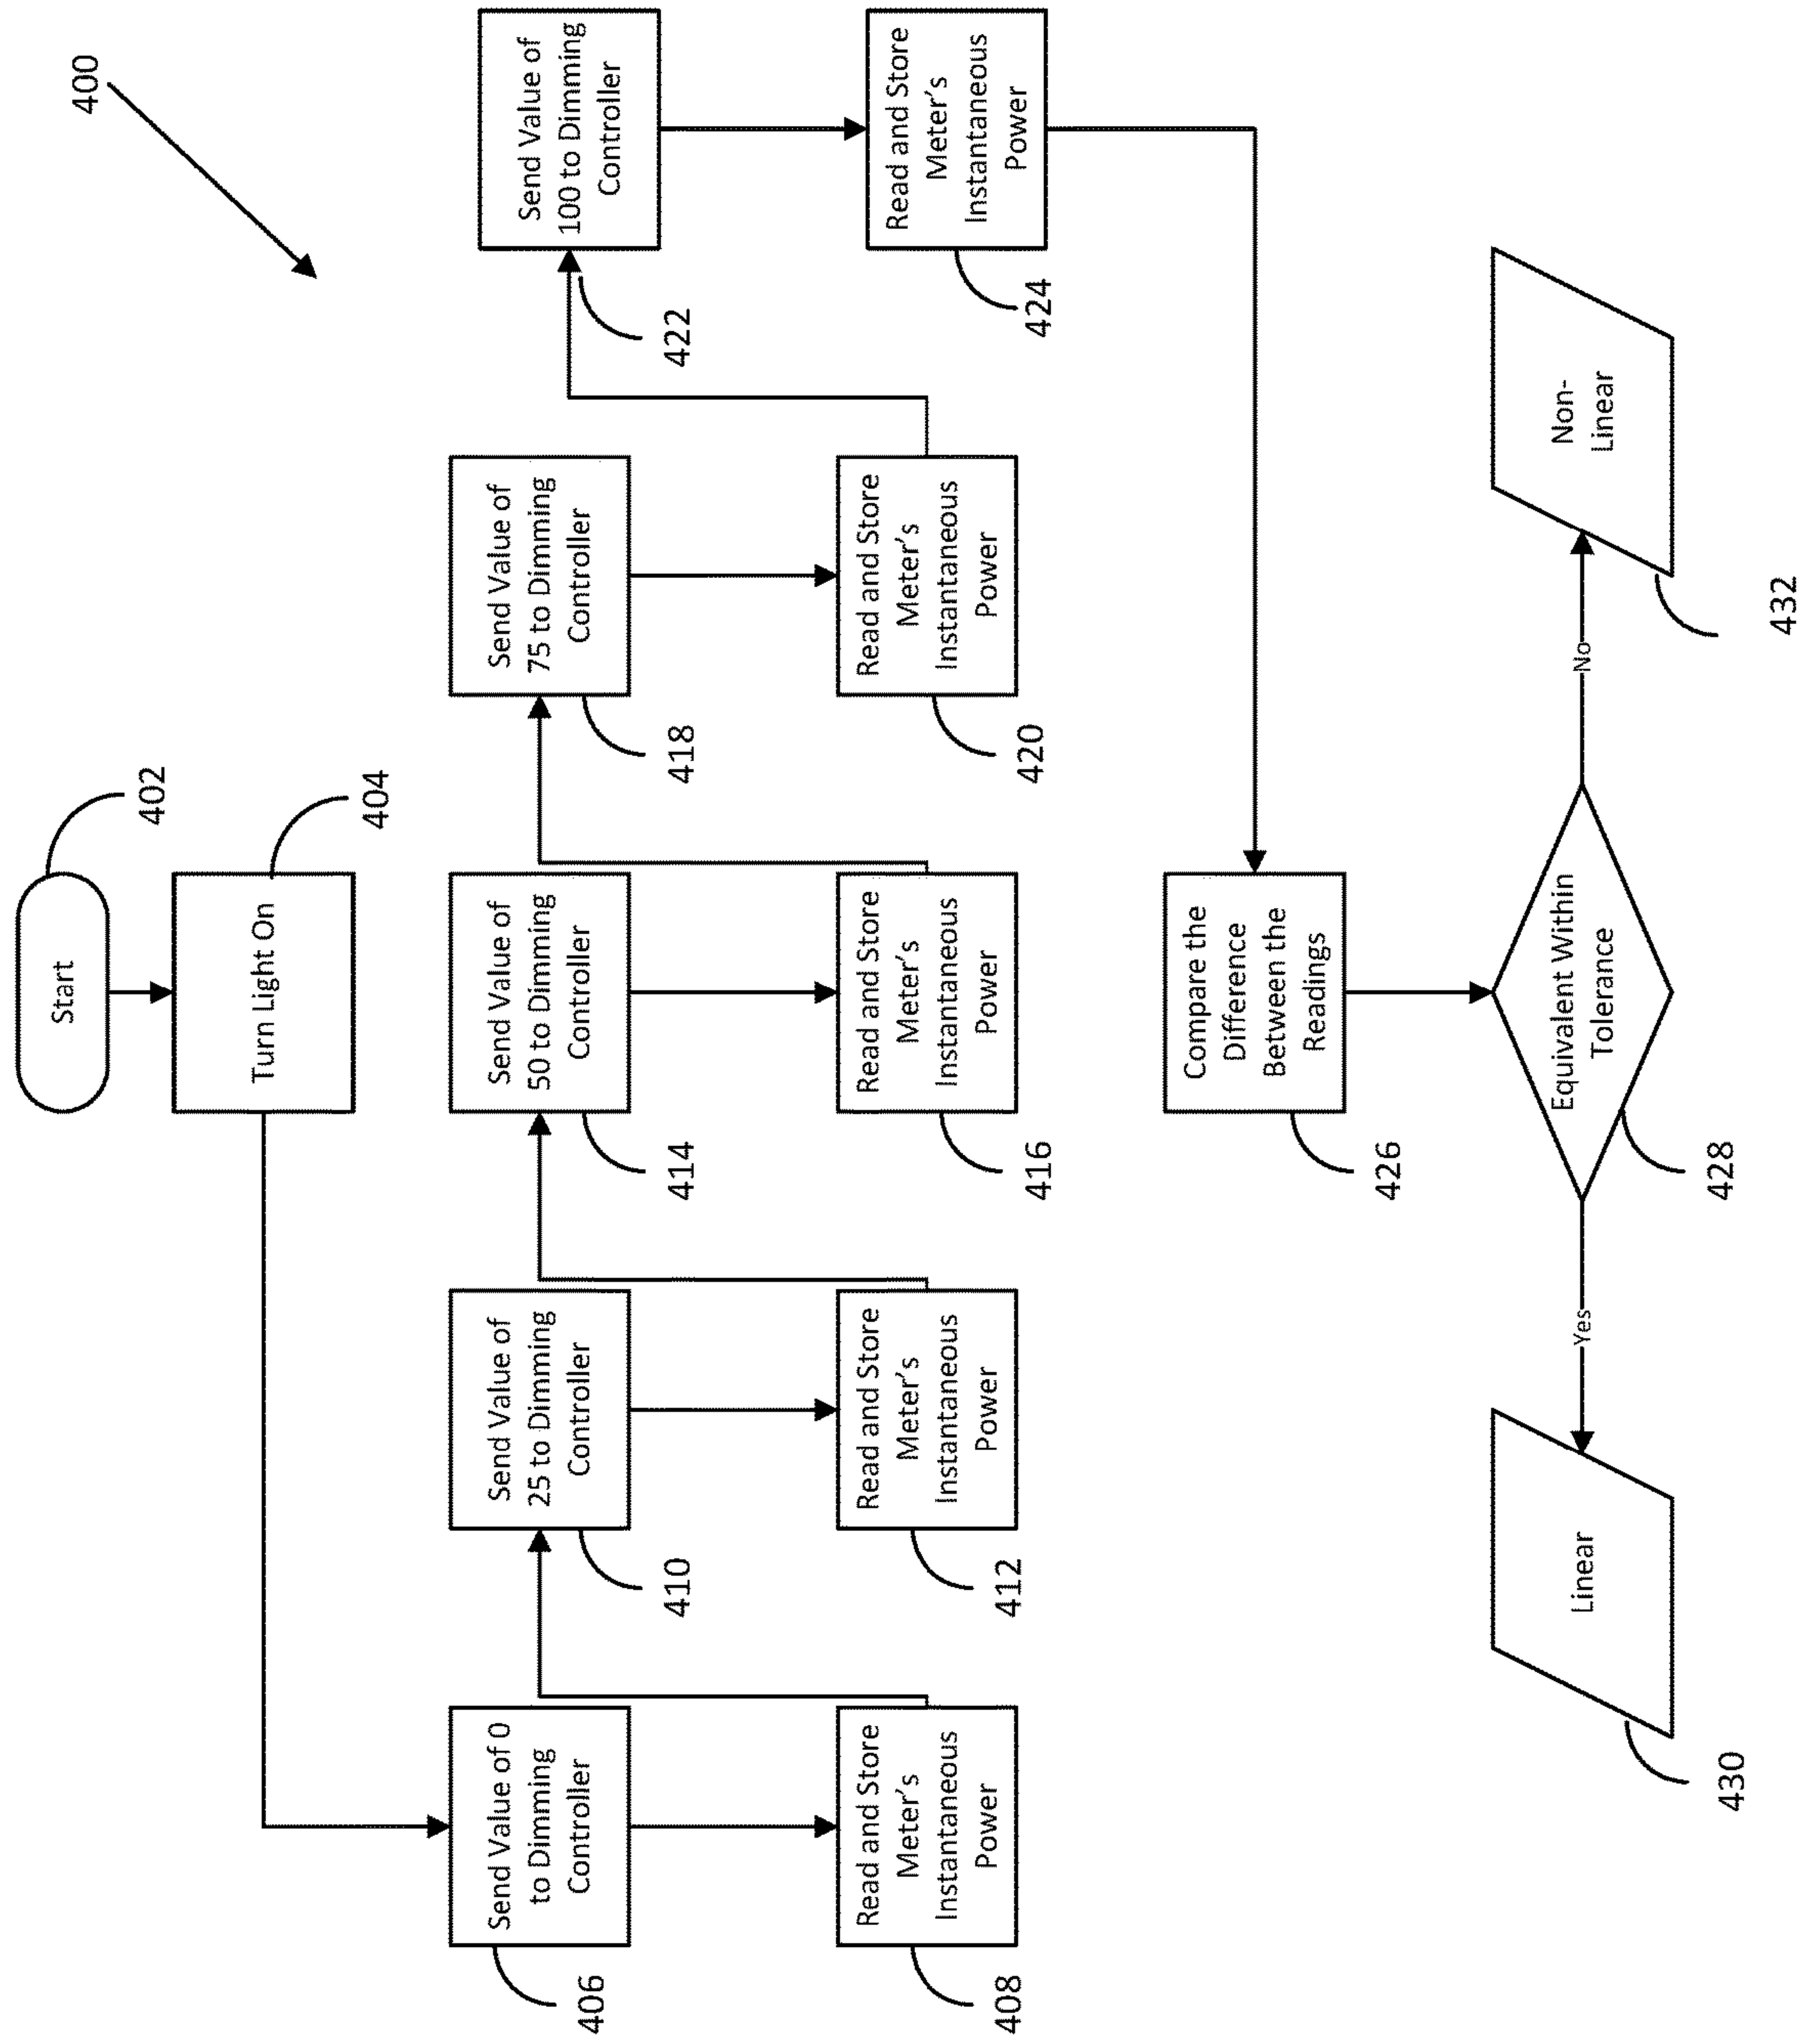 400
Start
402
Turn Light On
404
Send Value of 0
to Dimming
Controller
406
Send Value of
25 to Dimming
Controller
410
Send Value of
50 to Dimming
Controller
414
Send Value of
75 to Dimming
Controller
418
Send Value of
100 to Dimming
Controller
422
Read and Store
Meter's
Instantaneous
Power
408
Read and Store
Meter's
Instantaneous
Power
412
Read and Store
Meter's
Instantaneous
Power
416
Read and Store
Meter's
Instantaneous
Power
420
Read and Store
Meter's
Instantaneous
Power
424
Compare the
Difference
Between the
Readings
426
Equivalent Within
Tolerance
428
Yes
No
Linear
430
Non-
Linear
432